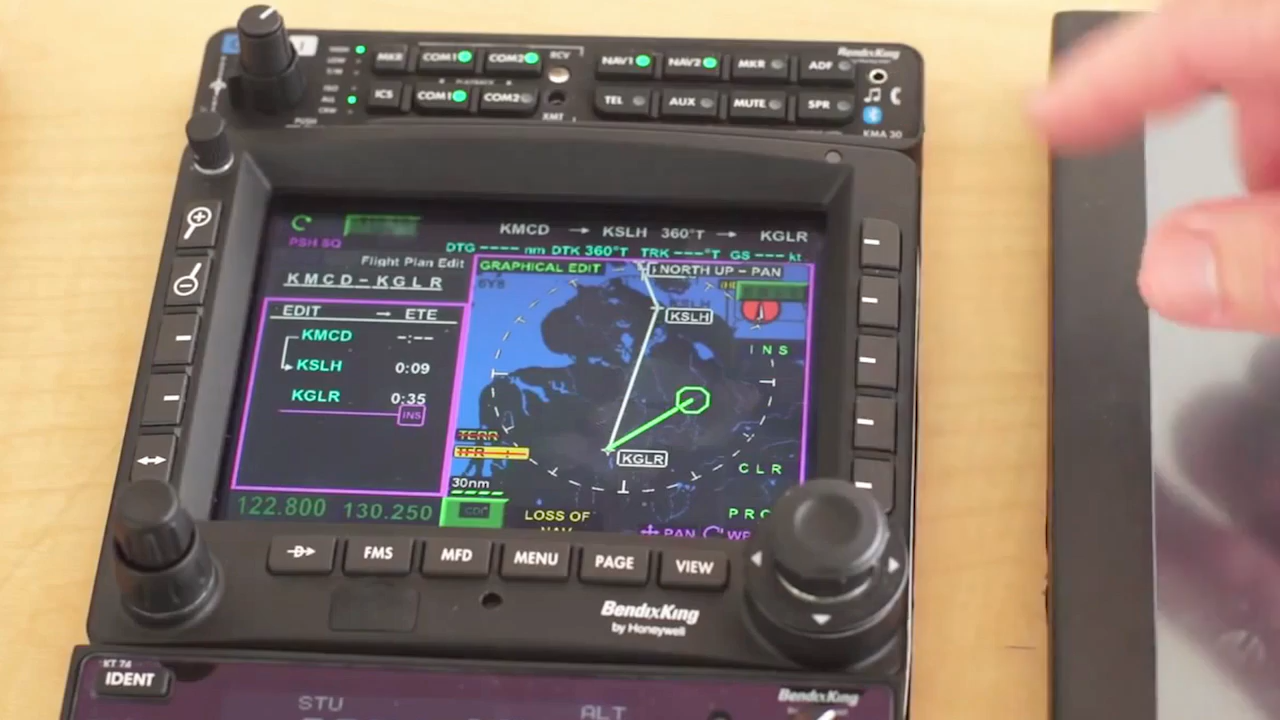 MKR COM1 COM2 RCV
NAV1 NAV2 MKR ADF
BendixKing
PLAYBACK
ICS COM1 COM2
TEL AUX MUTE SPR
PUSH
XMT
KMA 30
KMCD → KSLH 360°T → KGLR
PSH SQ
DTG ---- nm DTK 360°T TRK ---°T GS --- kt
Flight Plan Edit
KMCD-KGLR
GRAPHICAL EDIT
NORTH UP - PAN
SYS
EDIT → ETE
KMCD -:--
KSLH 0:09
KGLR 0:35
INS
KSLH
KSLH
INS
TERR
TFR
KGLR
CLR
30nm
122.800 130.250
CDI
LOSS OF
NAV
PAN
D FMS MFD MENU PAGE VIEW
BendixKing
by Honeywell
KT 74
IDENT
STU
ALT
BendixKing